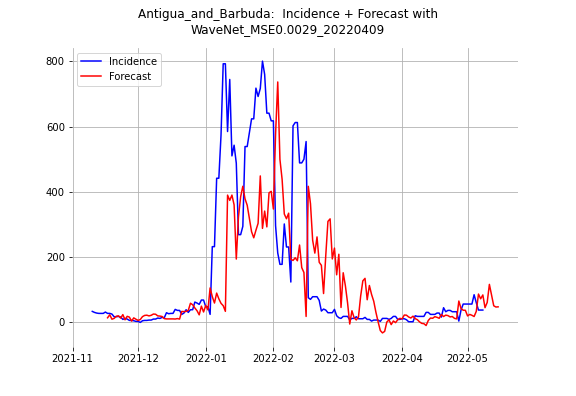 Antigua_and_Barbuda:  Incidence + Forecast with
WaveNet_MSE0.0029_20220409
Incidence
Forecast
800
600
400
200
0
2021-11 2021-12 2022-01 2022-02 2022-03 2022-04 2022-05